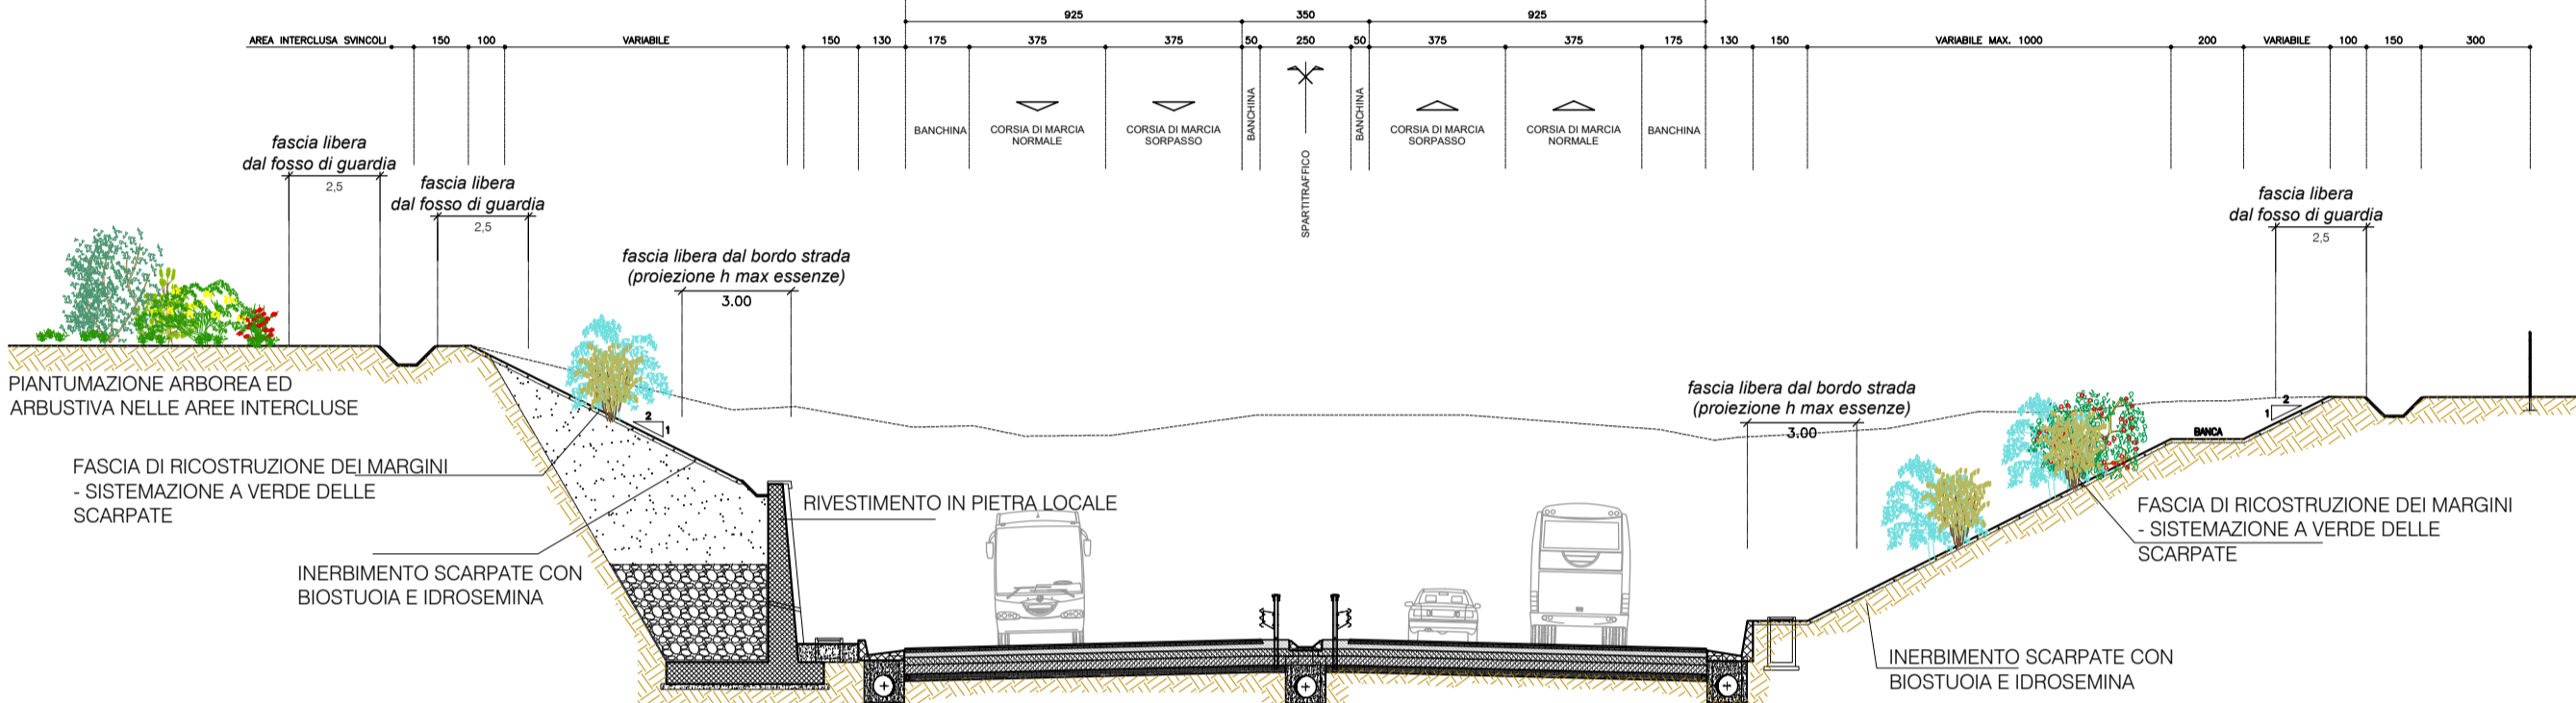 925
350
925
AREA INTERCLUSA SVINCOLI
150
100
VARIABILE
150
130
175
375
375
50
250
50
375
375
175
130
150
VARIABILE MAX. 1000
200
VARIABILE
100
150
300
BANCHINA
CORSIA DI MARCIA
NORMALE
CORSIA DI MARCIA
SORPASSO
BANCHINA
SPARTITRAFFICO
BANCHINA
CORSIA DI MARCIA
SORPASSO
CORSIA DI MARCIA
NORMALE
BANCHINA
fascia libera
dal fosso di guardia
2,5
fascia libera
dal fosso di guardia
2,5
fascia libera dal bordo strada
(proiezione h max essenze)
3.00
fascia libera
dal fosso di guardia
2,5
fascia libera dal bordo strada
(proiezione h max essenze)
3.00
PIANTUMAZIONE ARBOREA ED
ARBUSTIVA NELLE AREE INTERCLUSE
2
1
2
1
BANCA
FASCIA DI RICOSTRUZIONE DEI MARGINI
- SISTEMAZIONE A VERDE DELLE
SCARPATE
RIVESTIMENTO IN PIETRA LOCALE
FASCIA DI RICOSTRUZIONE DEI MARGINI
- SISTEMAZIONE A VERDE DELLE
SCARPATE
INERBIMENTO SCARPATE CON
BIOSTUOIA E IDROSEMINA
INERBIMENTO SCARPATE CON
BIOSTUOIA E IDROSEMINA